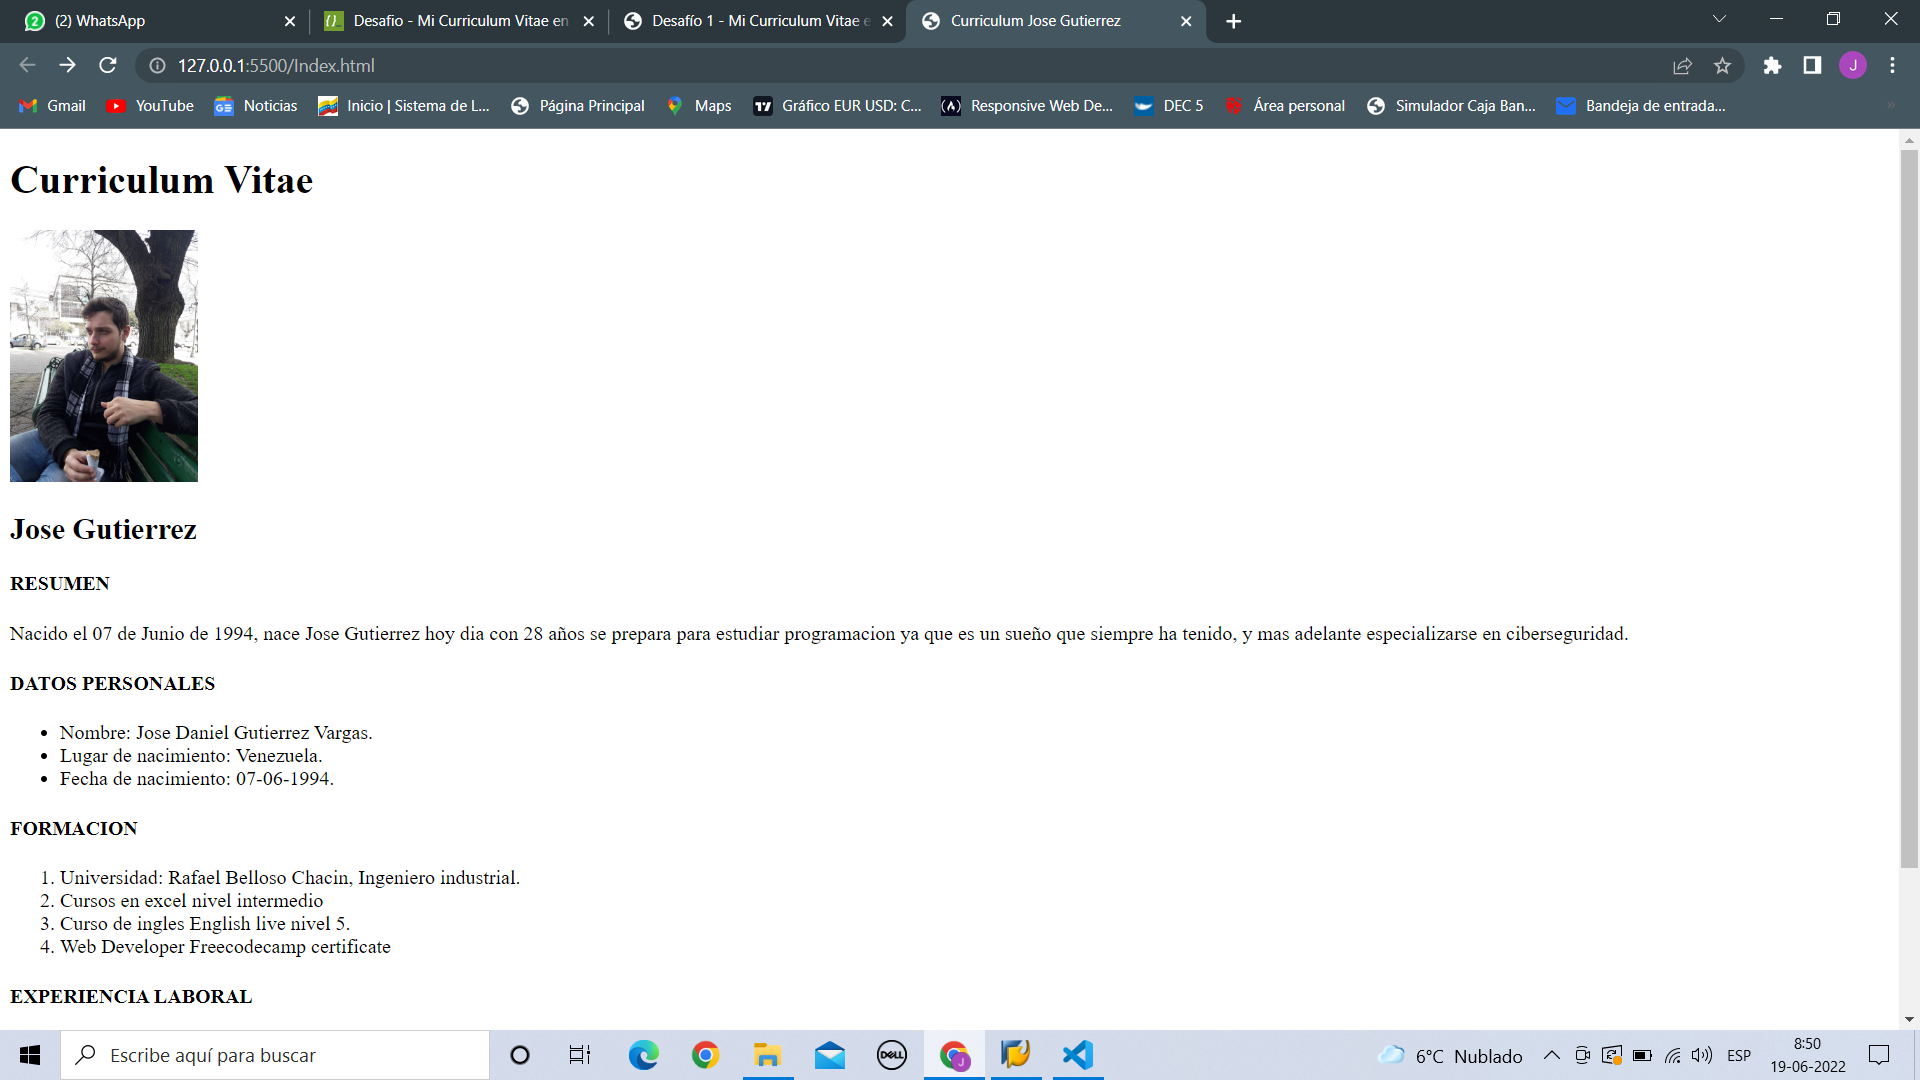 (2) WhatsApp
Desafio - Mi Curriculum Vitae en
Desafío 1 - Mi Curriculum Vitae e
Curriculum Jose Gutierrez
127.0.0.1:5500/Index.html
J
Gmail
YouTube
Noticias
Inicio | Sistema de L...
Página Principal
Maps
Gráfico EUR USD: C...
Responsive Web De...
DEC 5
Área personal
Simulador Caja Ban...
Bandeja de entrada...
Curriculum Vitae
Jose Gutierrez
RESUMEN
Nacido el 07 de Junio de 1994, nace Jose Gutierrez hoy dia con 28 años se prepara para estudiar programacion ya que es un sueño que siempre ha tenido, y mas adelante especializarse en ciberseguridad.
DATOS PERSONALES
• Nombre: Jose Daniel Gutierrez Vargas.
• Lugar de nacimiento: Venezuela.
• Fecha de nacimiento: 07-06-1994.
FORMACION
1. Universidad: Rafael Belloso Chacin, Ingeniero industrial.
2. Cursos en excel nivel intermedio
3. Curso de ingles English live nivel 5.
4. Web Developer Freecodecamp certificate
EXPERIENCIA LABORAL
Escribe aquí para buscar
DELL
J
6°C Nublado
ESP
8:50
19-06-2022